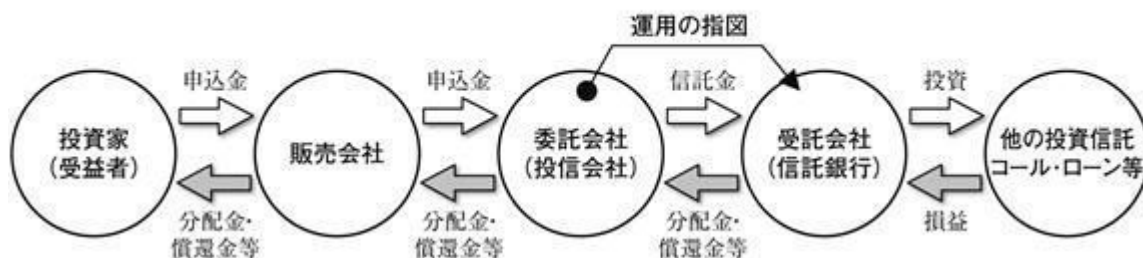 運用の指図
申込金
申込金
信託金
投資
投資家
(受益者)
販売会社
委託会社
(投信会社)
受託会社
(信託銀行)
他の投資信託
コール・ローン等
分配金・
償還金等
分配金・
償還金等
分配金・
償還金等
損益